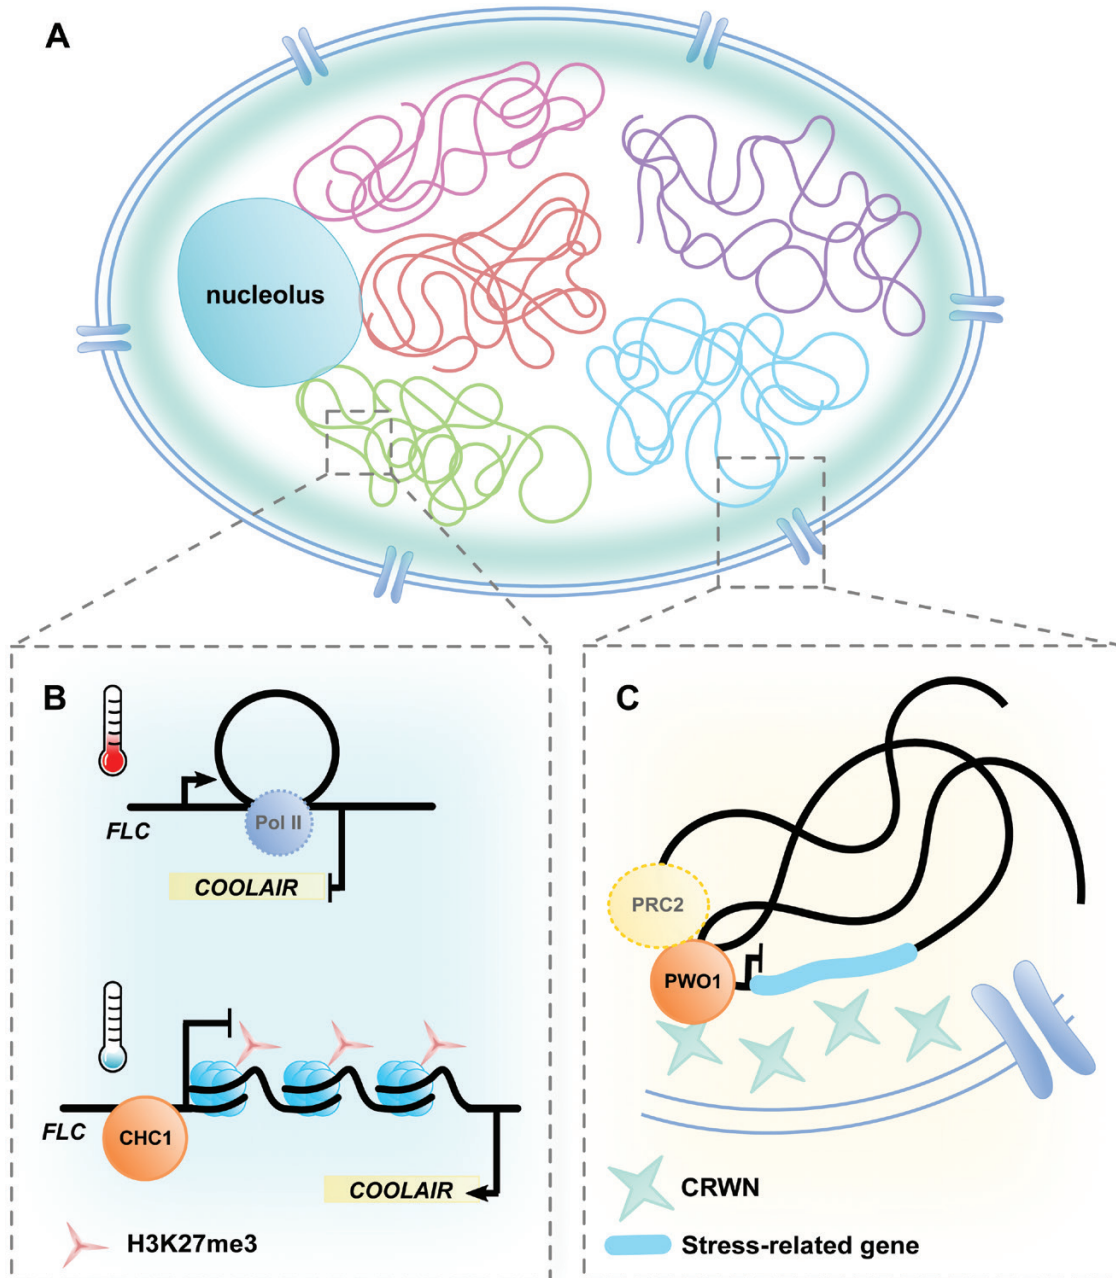 A
nucleolus
B
FLC
Pol II
COOLAIR
FLC
CHC1
COOLAIR
H3K27me3
C
PRC2
PWO1
CRWN
Stress-related gene